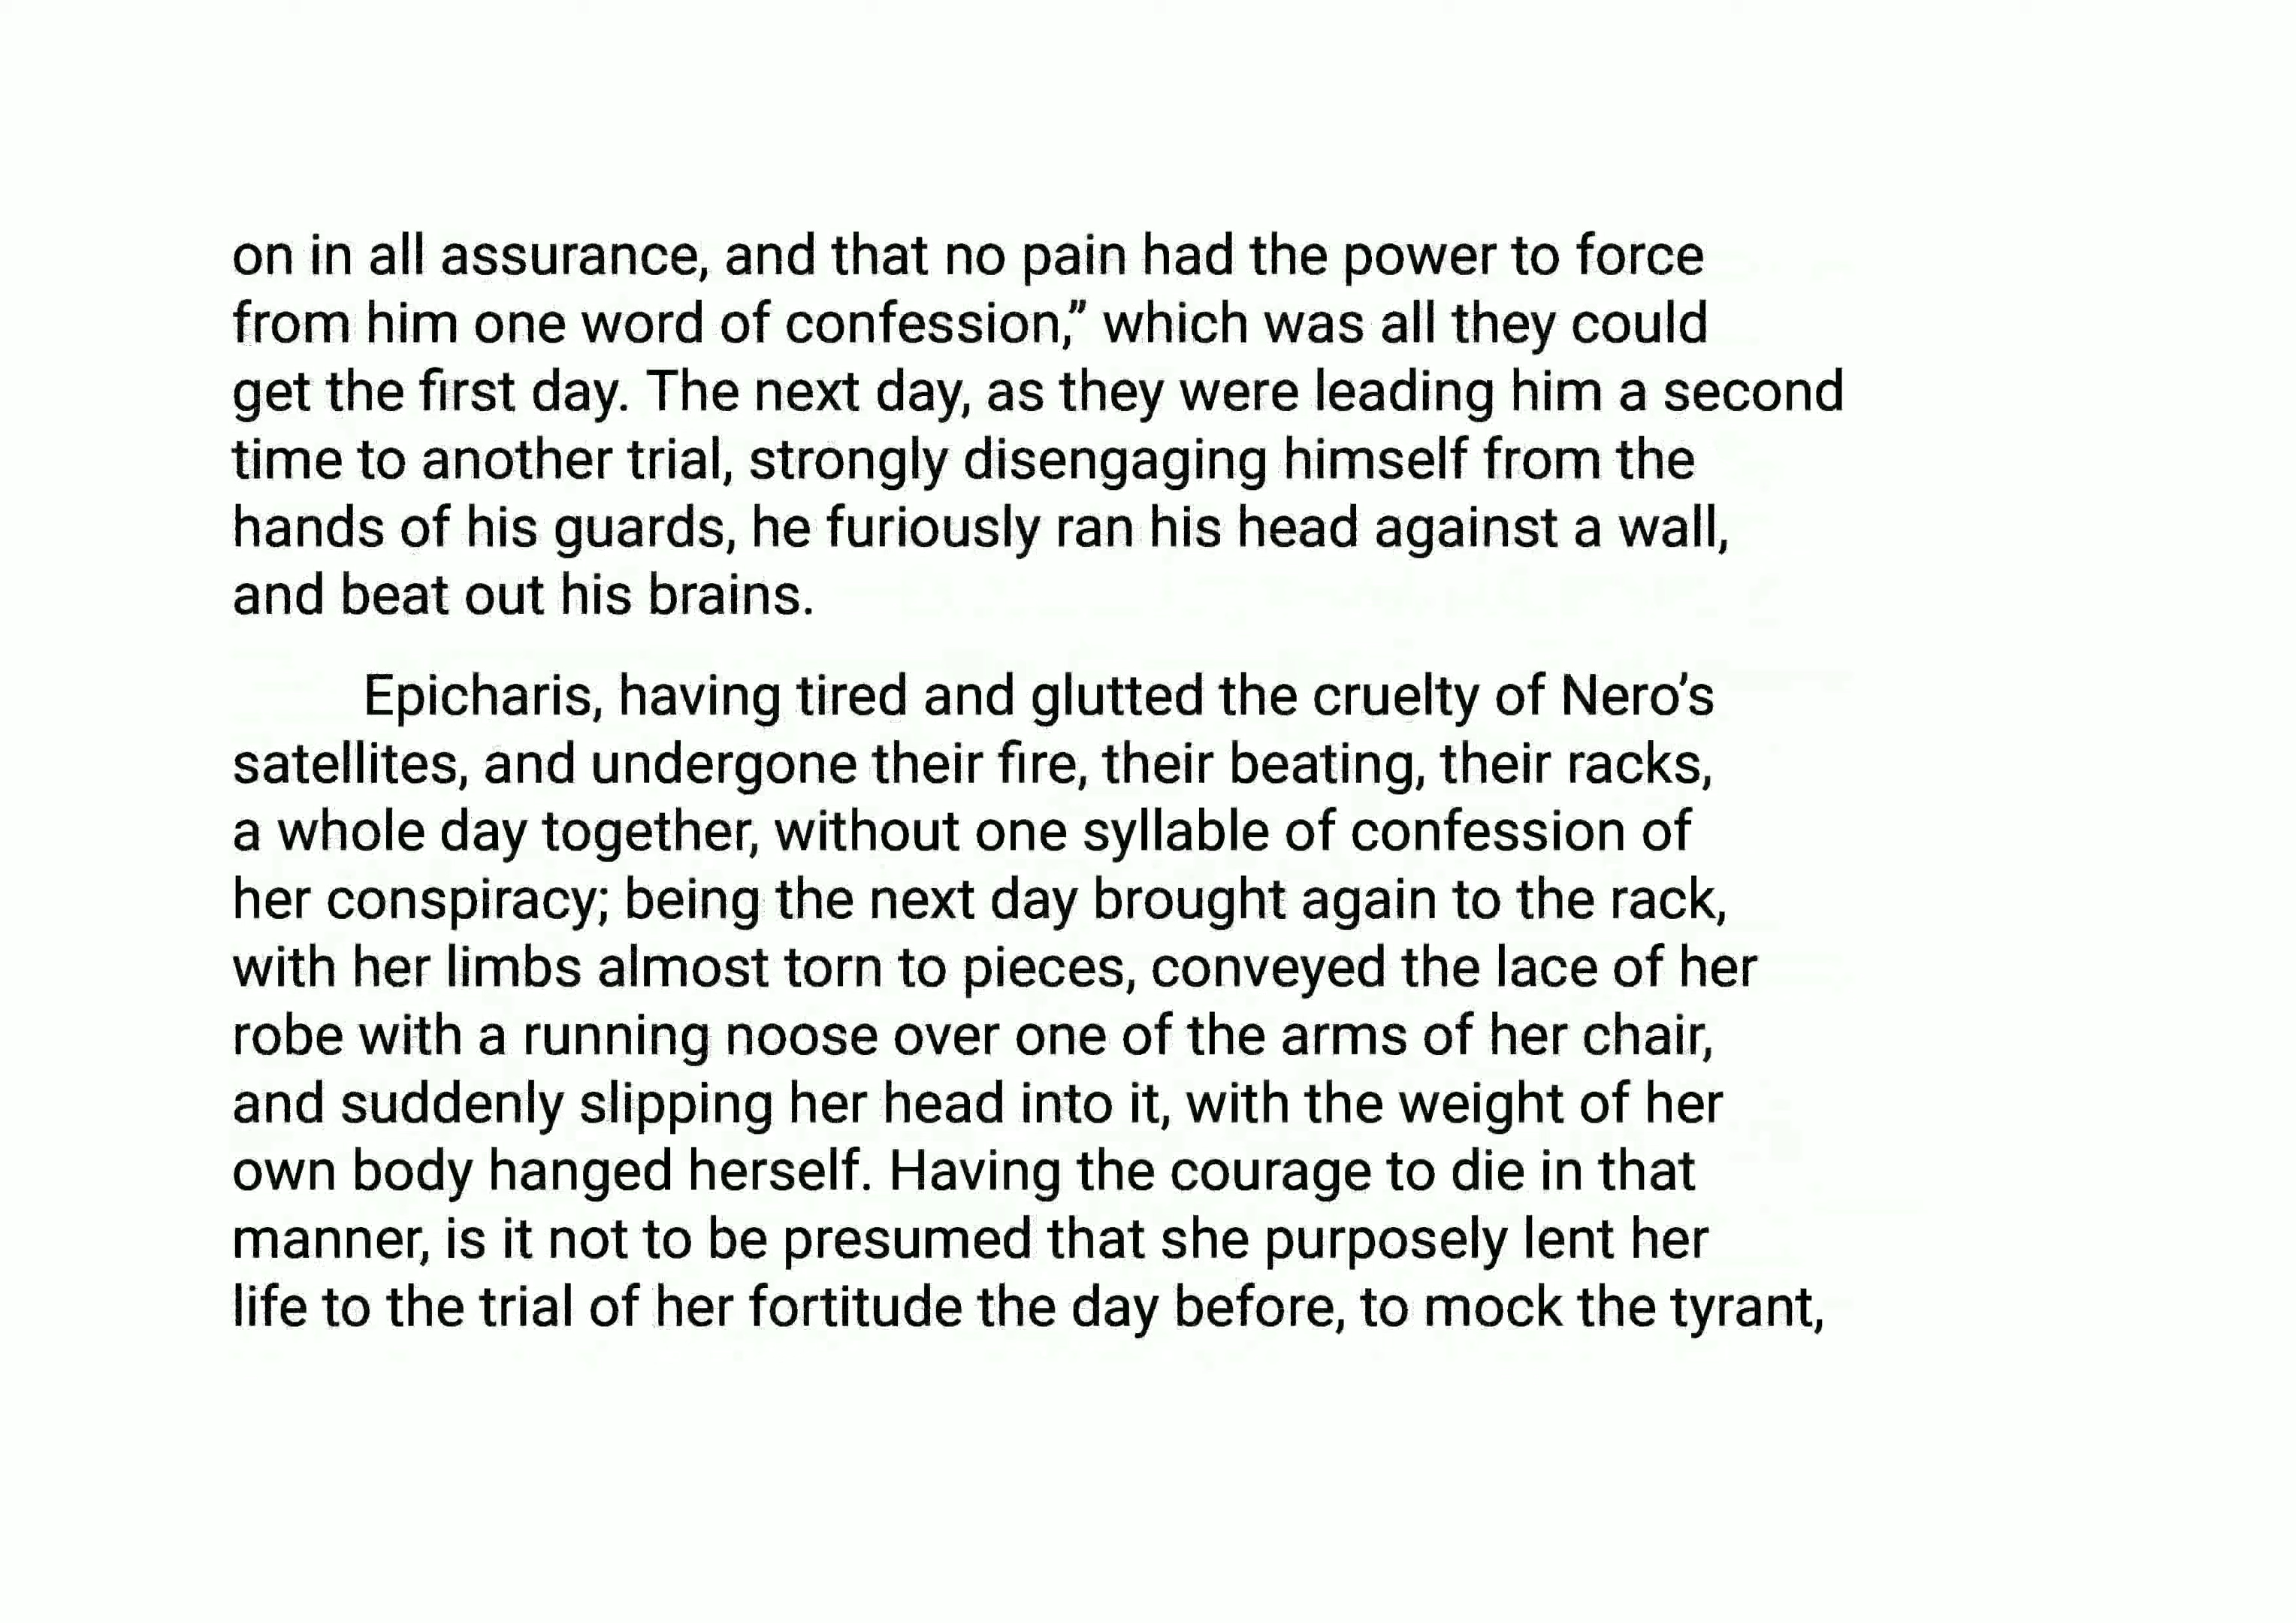 on in all assurance, and that no pain had the power to force
from him one word of confession,” which was all they could
get the first day. The next day, as they were leading him a second
time to another trial, strongly disengaging himself from the
hands of his guards, he furiously ran his head against a wall,
and beat out his brains.
Epicharis, having tired and glutted the cruelty of Nero’s
satellites, and undergone their fire, their beating, their racks,
a whole day together, without one syllable of confession of
her conspiracy; being the next day brought again to the rack,
with her limbs almost torn to pieces, conveyed the lace of her
robe with a running noose over one of the arms of her chair,
and suddenly slipping her head into it, with the weight of her
own body hanged herself. Having the courage to die in that
manner, is it not to be presumed that she purposely lent her
life to the trial of her fortitude the day before, to mock the tyrant,